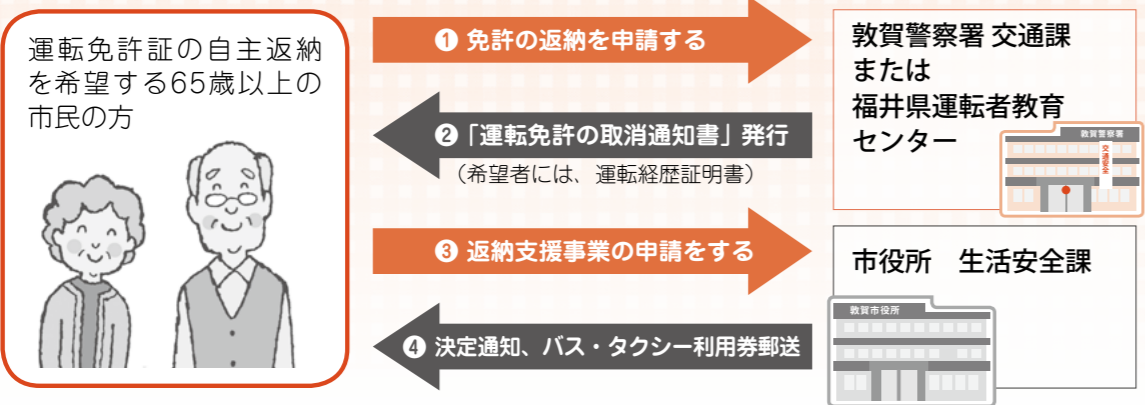 運転免許証の自主返納
を希望する65歳以上の
市民の方
❶ 免許の返納を申請する
❷「運転免許の取消通知書」発行
（希望者には、運転経歴証明書）
❸ 返納支援事業の申請をする
❹ 決定通知、バス・タクシー利用券郵送
敦賀警察署 交通課
または
福井県運転者教育
センター
敦賀警察署
交通安全
市役所　生活安全課
敦賀市役所